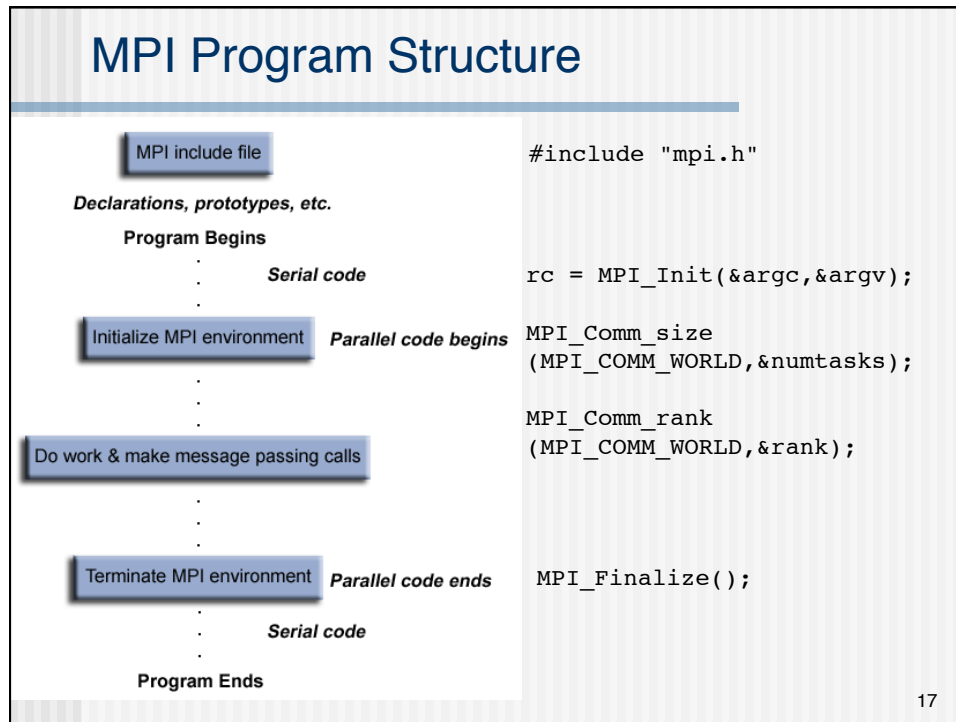 MPI Program Structure
MPI include file
#include "mpi.h"
Declarations, prototypes, etc.
Program Begins
.
.
.
Serial code
rc = MPI_Init(&argc,&argv);
Initialize MPI environment
Parallel code begins
MPI_Comm_size
(MPI_COMM_WORLD,&numtasks);
.
.
.
MPI_Comm_rank
(MPI_COMM_WORLD,&rank);
Do work & make message passing calls
.
.
.
Terminate MPI environment
Parallel code ends
MPI_Finalize();
.
.
.
Serial code
Program Ends
17